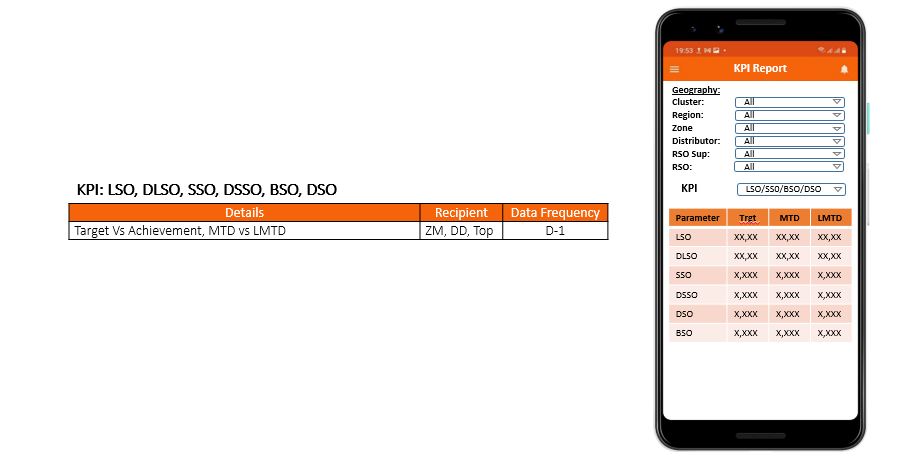 KPI: LSO, DLSO, SSO, DSSO, BSO, DSO
Details Recipient Data Frequency
Target Vs Achievement, MTD vs LMTD ZM, DD, Top D-1
19:53
KPI Report
Geography:
Cluster: All
Region: All
Zone All
Distributor: All
RSO Sup: All
RSO: All
KPI LSO/SS0/BSO/DSO
Parameter Trgt MTD LMTD
LSO XX,XX XX,XX XX,XX
DLSO XX,XX XX,XX XX,XX
SSO X,XXX X,XXX X,XXX
DSSO X,XXX X,XXX X,XXX
DSO X,XXX X,XXX X,XXX
BSO X,XXX X,XXX X,XXX